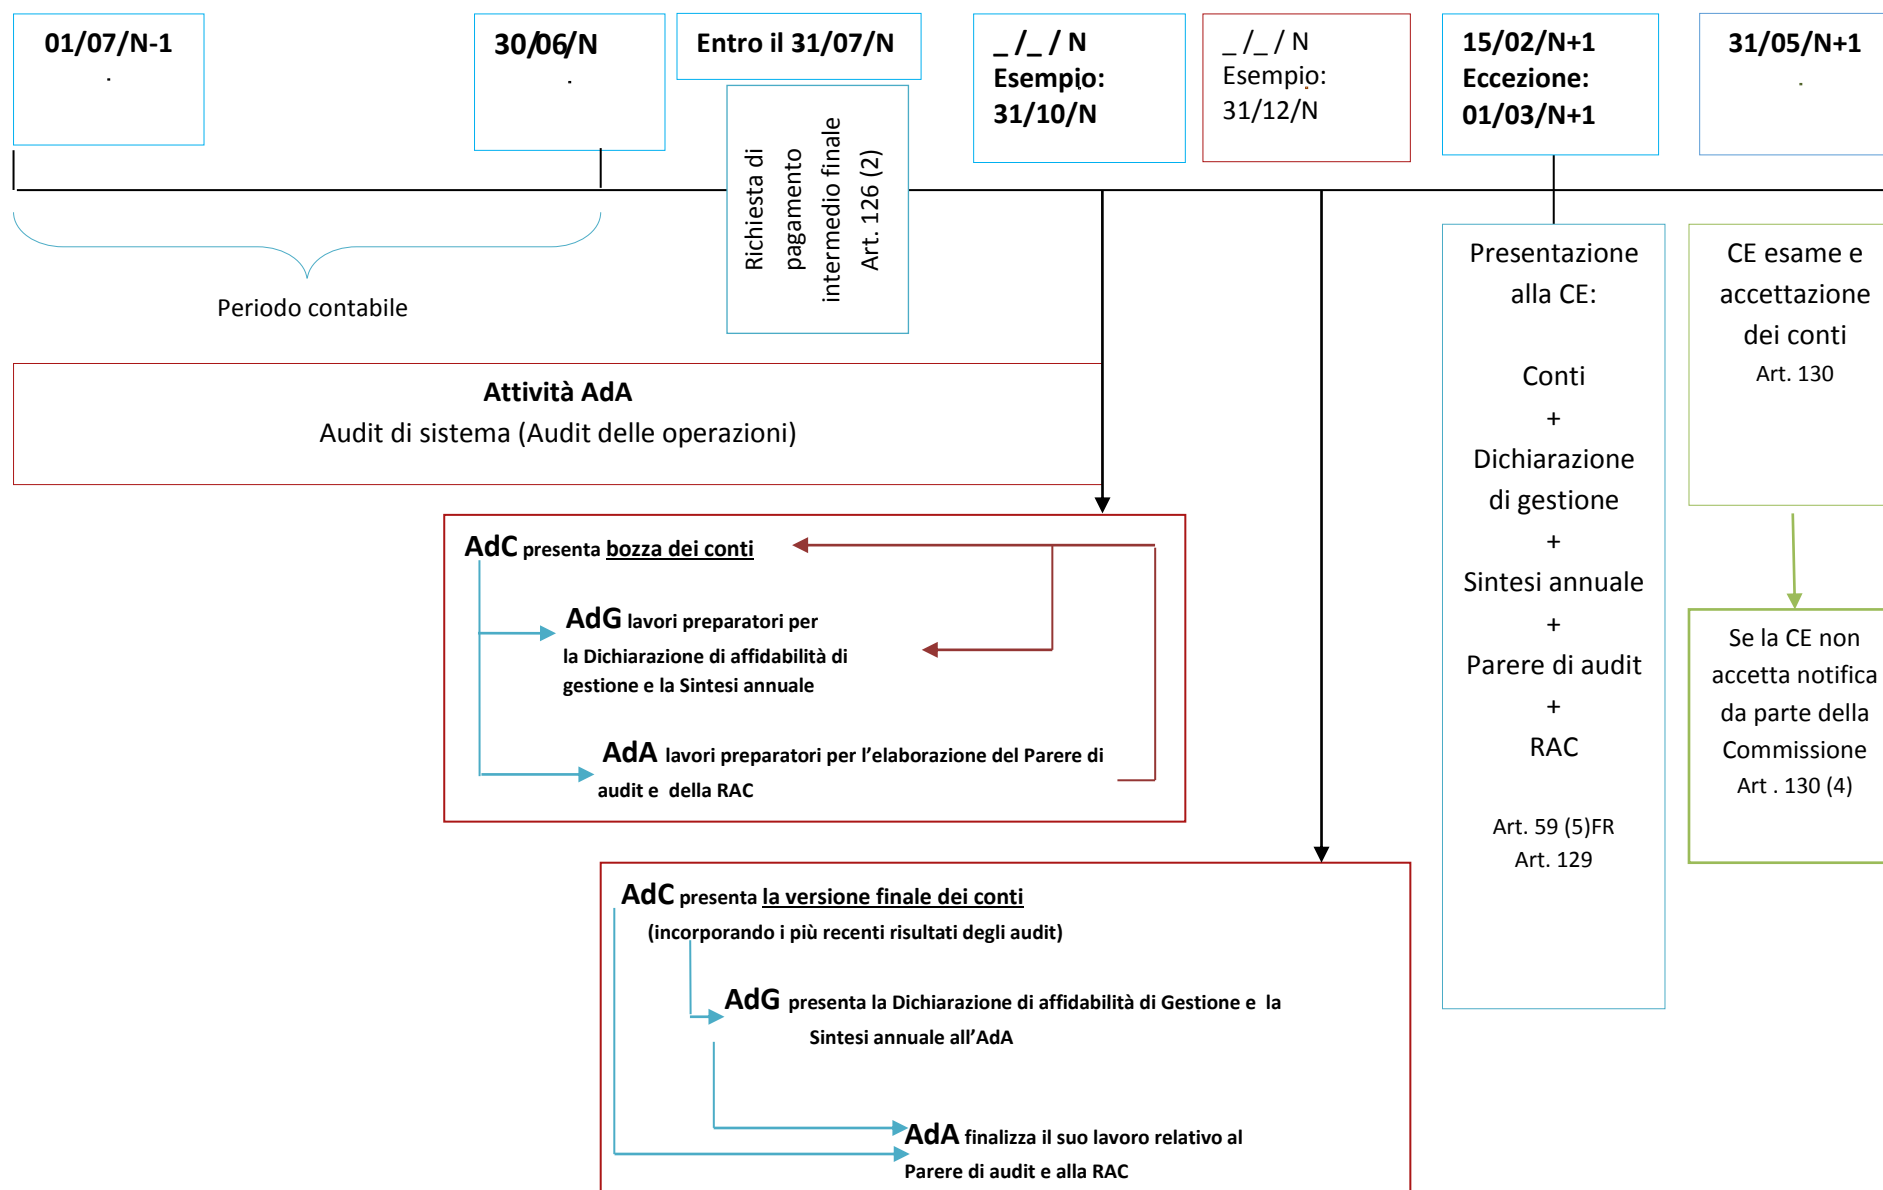 01/07/N-1
.
30/06/N
.
Entro il 31/07/N
_ /_ / N
Esempio:
31/10/N
_ /_ / N
Esempio:
31/12/N
15/02/N+1
Eccezione:
01/03/N+1
31/05/N+1
.
Richiesta di
pagamento
intermedio finale
Art. 126 (2)
Periodo contabile
Attività AdA
Audit di sistema (Audit delle operazioni)
AdC presenta bozza dei conti
AdG lavori preparatori per
la Dichiarazione di affidabilità di
gestione e la Sintesi annuale
AdA lavori preparatori per l’elaborazione del Parere di
audit e della RAC
AdC presenta la versione finale dei conti
(incorporando i più recenti risultati degli audit)
AdG presenta la Dichiarazione di affidabilità di Gestione e la
Sintesi annuale all’AdA
AdA finalizza il suo lavoro relativo al
Parere di audit e alla RAC
Presentazione
alla CE:
Conti
+
Dichiarazione
di gestione
+
Sintesi annuale
+
Parere di audit
+
RAC
Art. 59 (5)FR
Art. 129
CE esame e
accettazione
dei conti
Art. 130
Se la CE non
accetta notifica
da parte della
Commissione
Art . 130 (4)